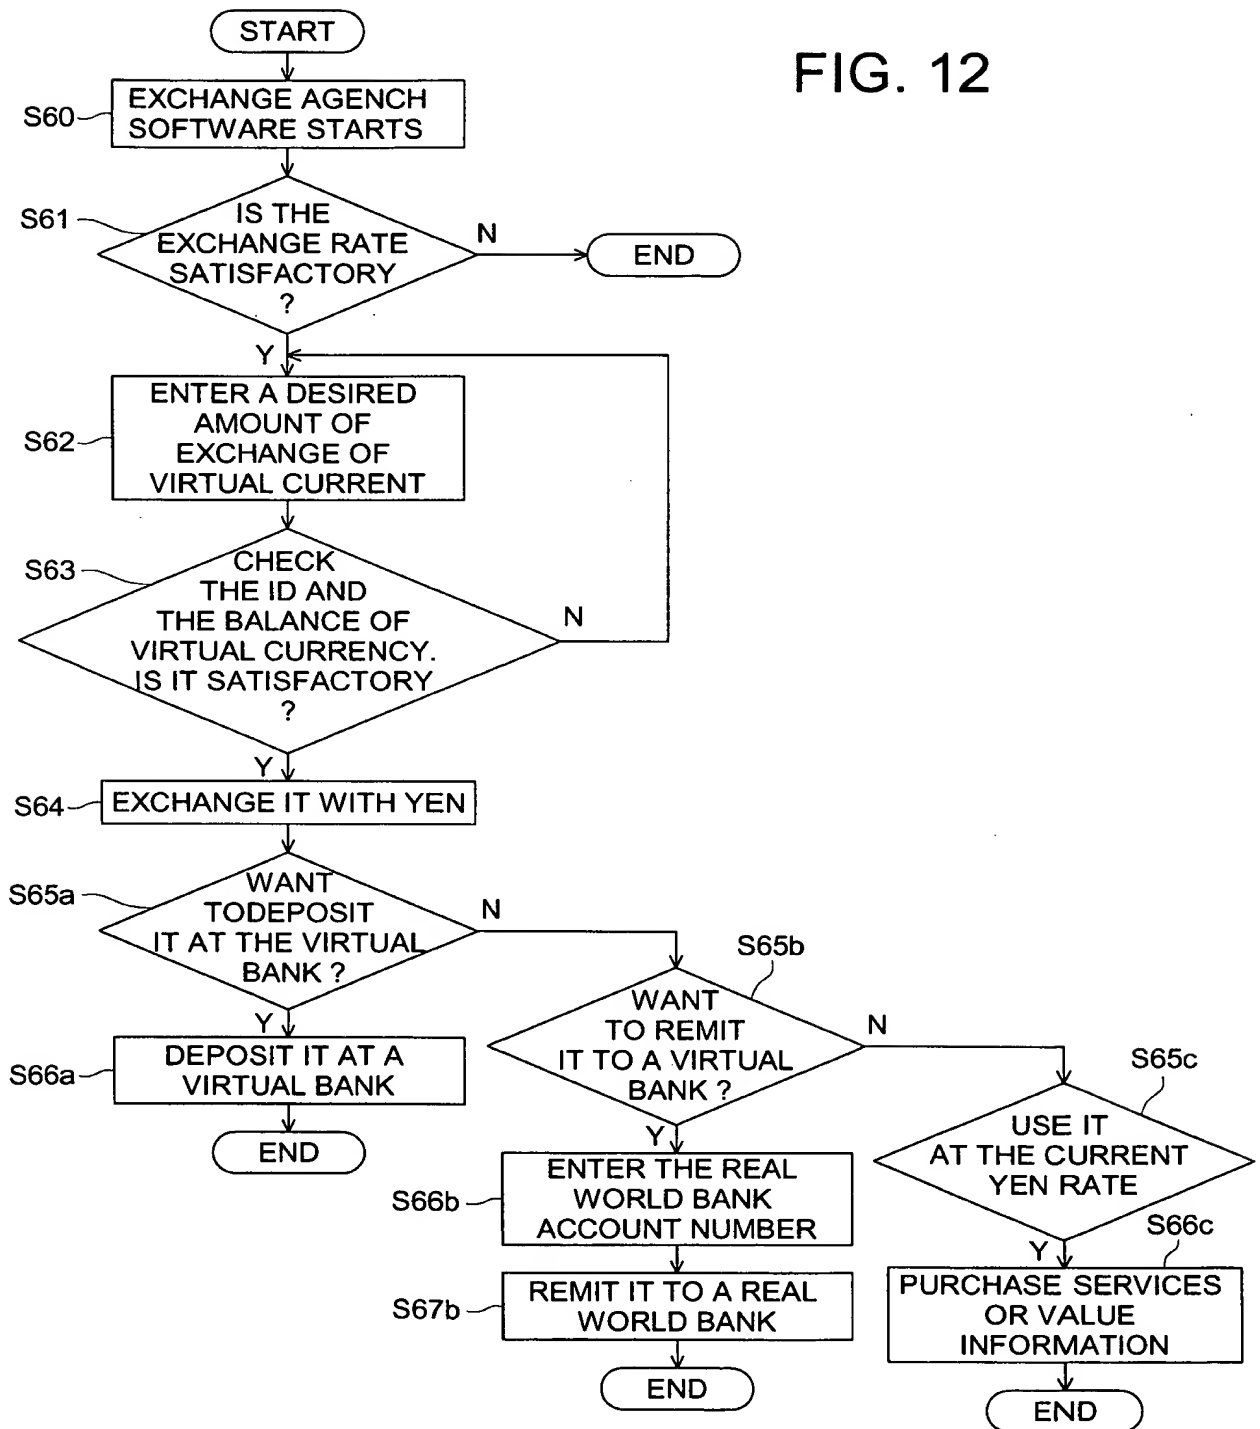 START
FIG. 12
S60
EXCHANGE AGENCH
SOFTWARE STARTS
S61
IS THE
EXCHANGE RATE
SATISFACTORY
?
N
END
Y
S62
ENTER A DESIRED
AMOUNT OF
EXCHANGE OF
VIRTUAL CURRENT
S63
CHECK
THE ID AND
THE BALANCE OF
VIRTUAL CURRENCY.
IS IT SATISFACTORY
?
N
Y
S64
EXCHANGE IT WITH YEN
S65a
WANT
TODEPOSIT
IT AT THE VIRTUAL
BANK ?
N
Y
S66a
DEPOSIT IT AT A
VIRTUAL BANK
END
S65b
WANT
TO REMIT
IT TO A VIRTUAL
BANK ?
N
Y
S66b
ENTER THE REAL
WORLD BANK
ACCOUNT NUMBER
S67b
REMIT IT TO A REAL
WORLD BANK
END
S65c
USE IT
AT THE CURRENT
YEN RATE
Y
S66c
PURCHASE SERVICES
OR VALUE
INFORMATION
END